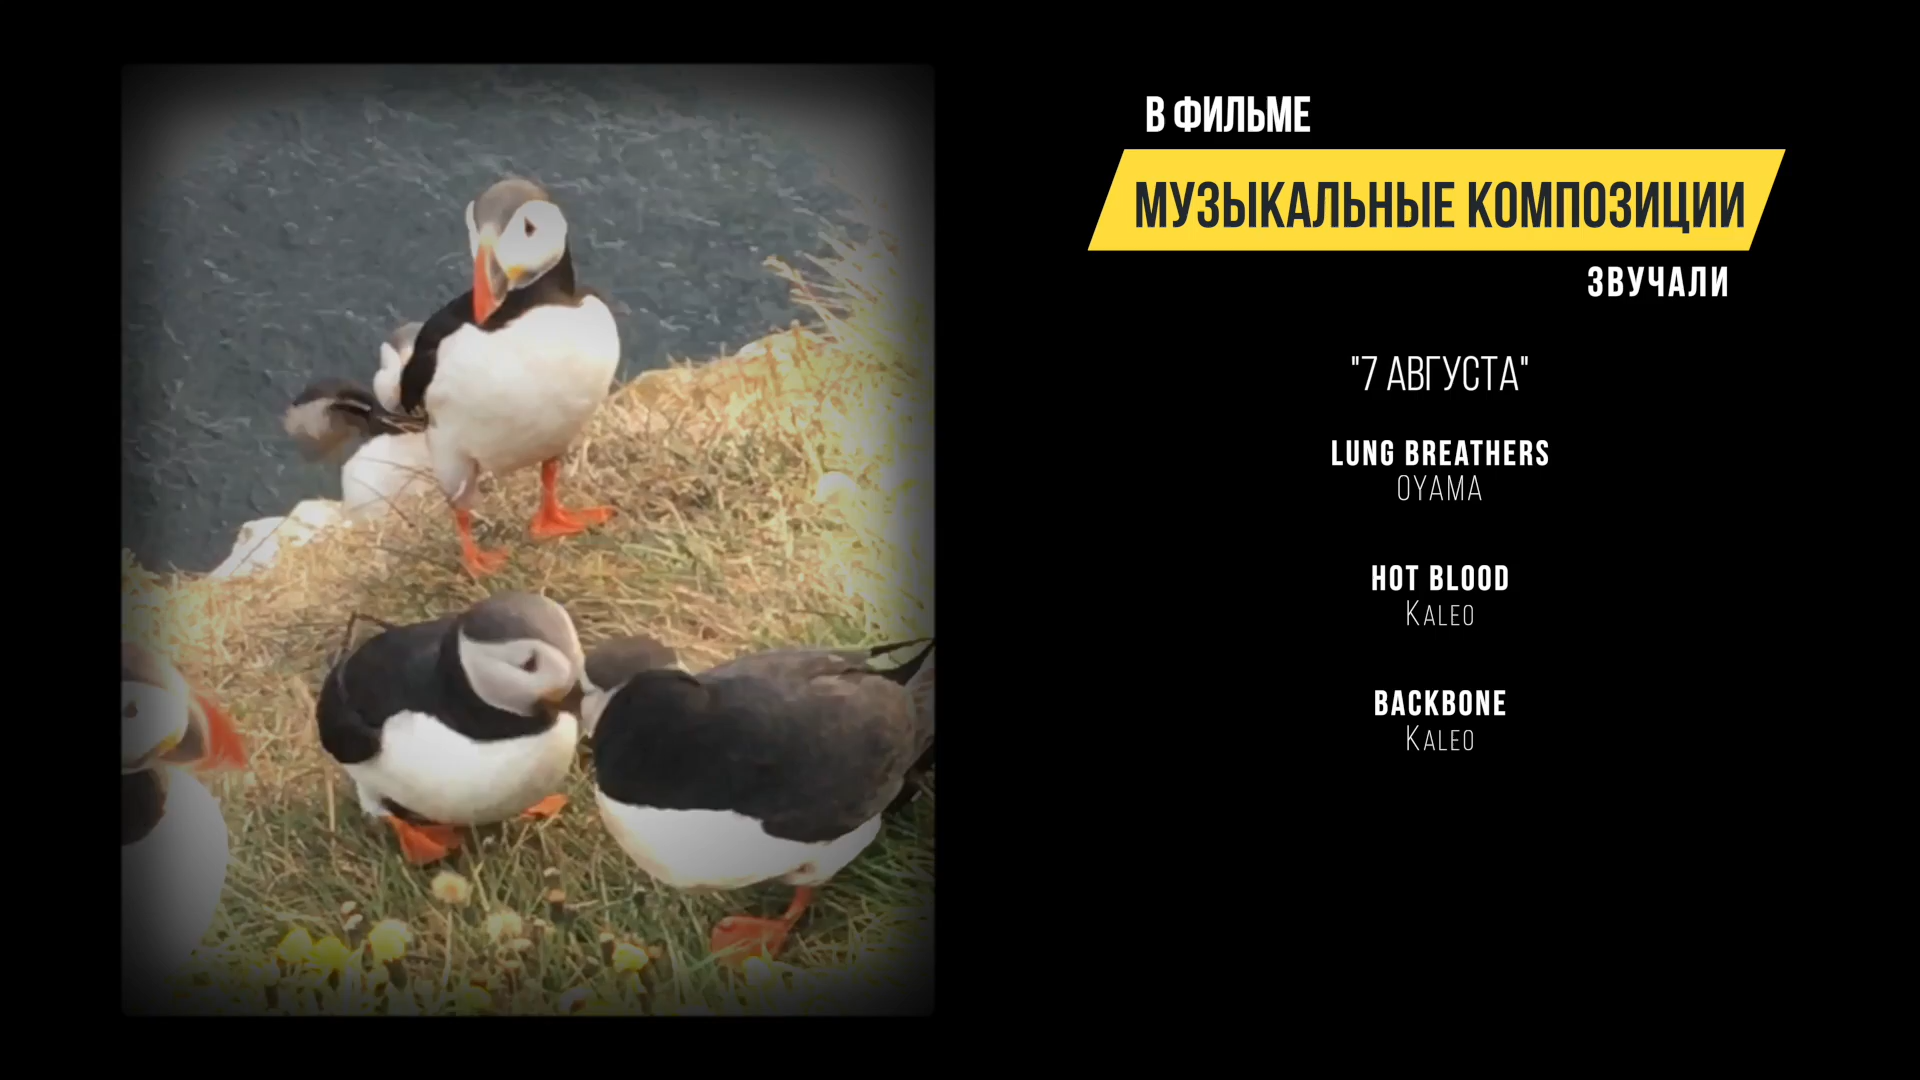 В ФИЛЬМЕ
МУЗЫКАЛЬНЫЕ КОМПОЗИЦИИ
ЗВУЧАЛИ
"7 АВГУСТА"
LUNG BREATHERS
OYAMA
HOT BLOOD
KALEO
BACKBONE
KALEO